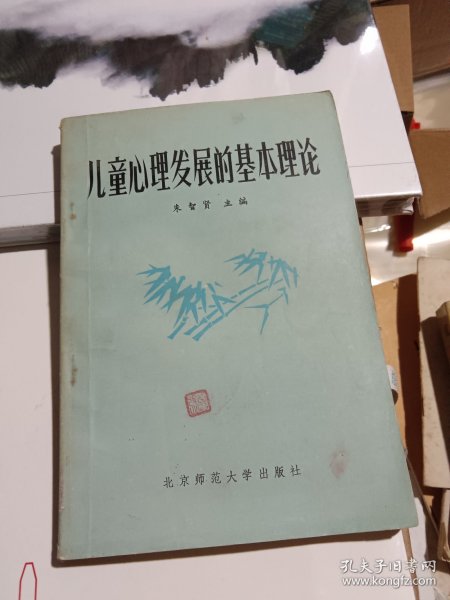 儿童心理发展的基本理论
朱智贤 主编
北京师范大学出版社
孔夫子旧书网
www.kongfz.com